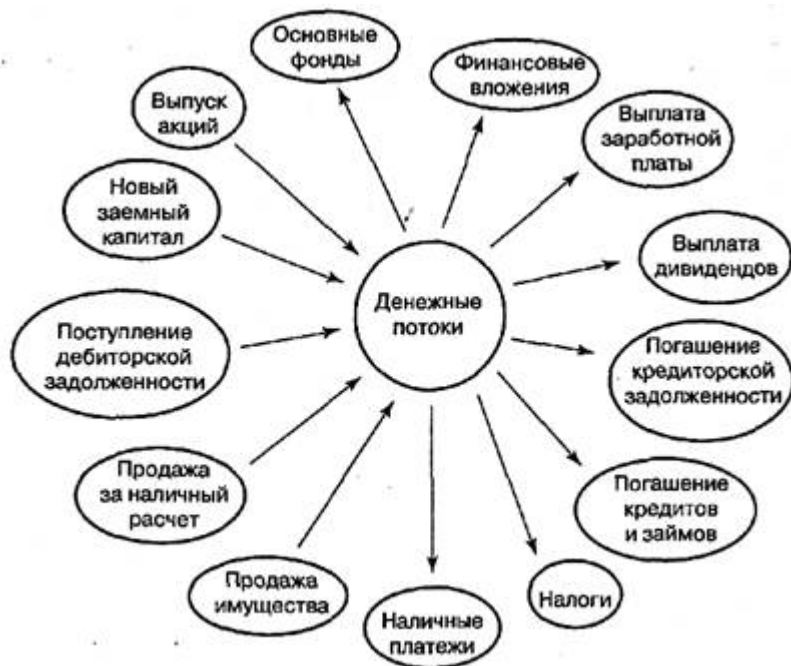 Основные
фонды
Финансовые
вложения
Выпуск
акций
Выплата
заработной
платы
Новый
заемный
капитал
Выплата
дивидендов
Денежные
потоки
Поступление
дебиторской
задолженности
Погашение
кредиторской
задолженности
Продажа
за наличный
расчет
Погашение
кредитов
и займов
Продажа
имущества
Наличные
платежи
Налоги